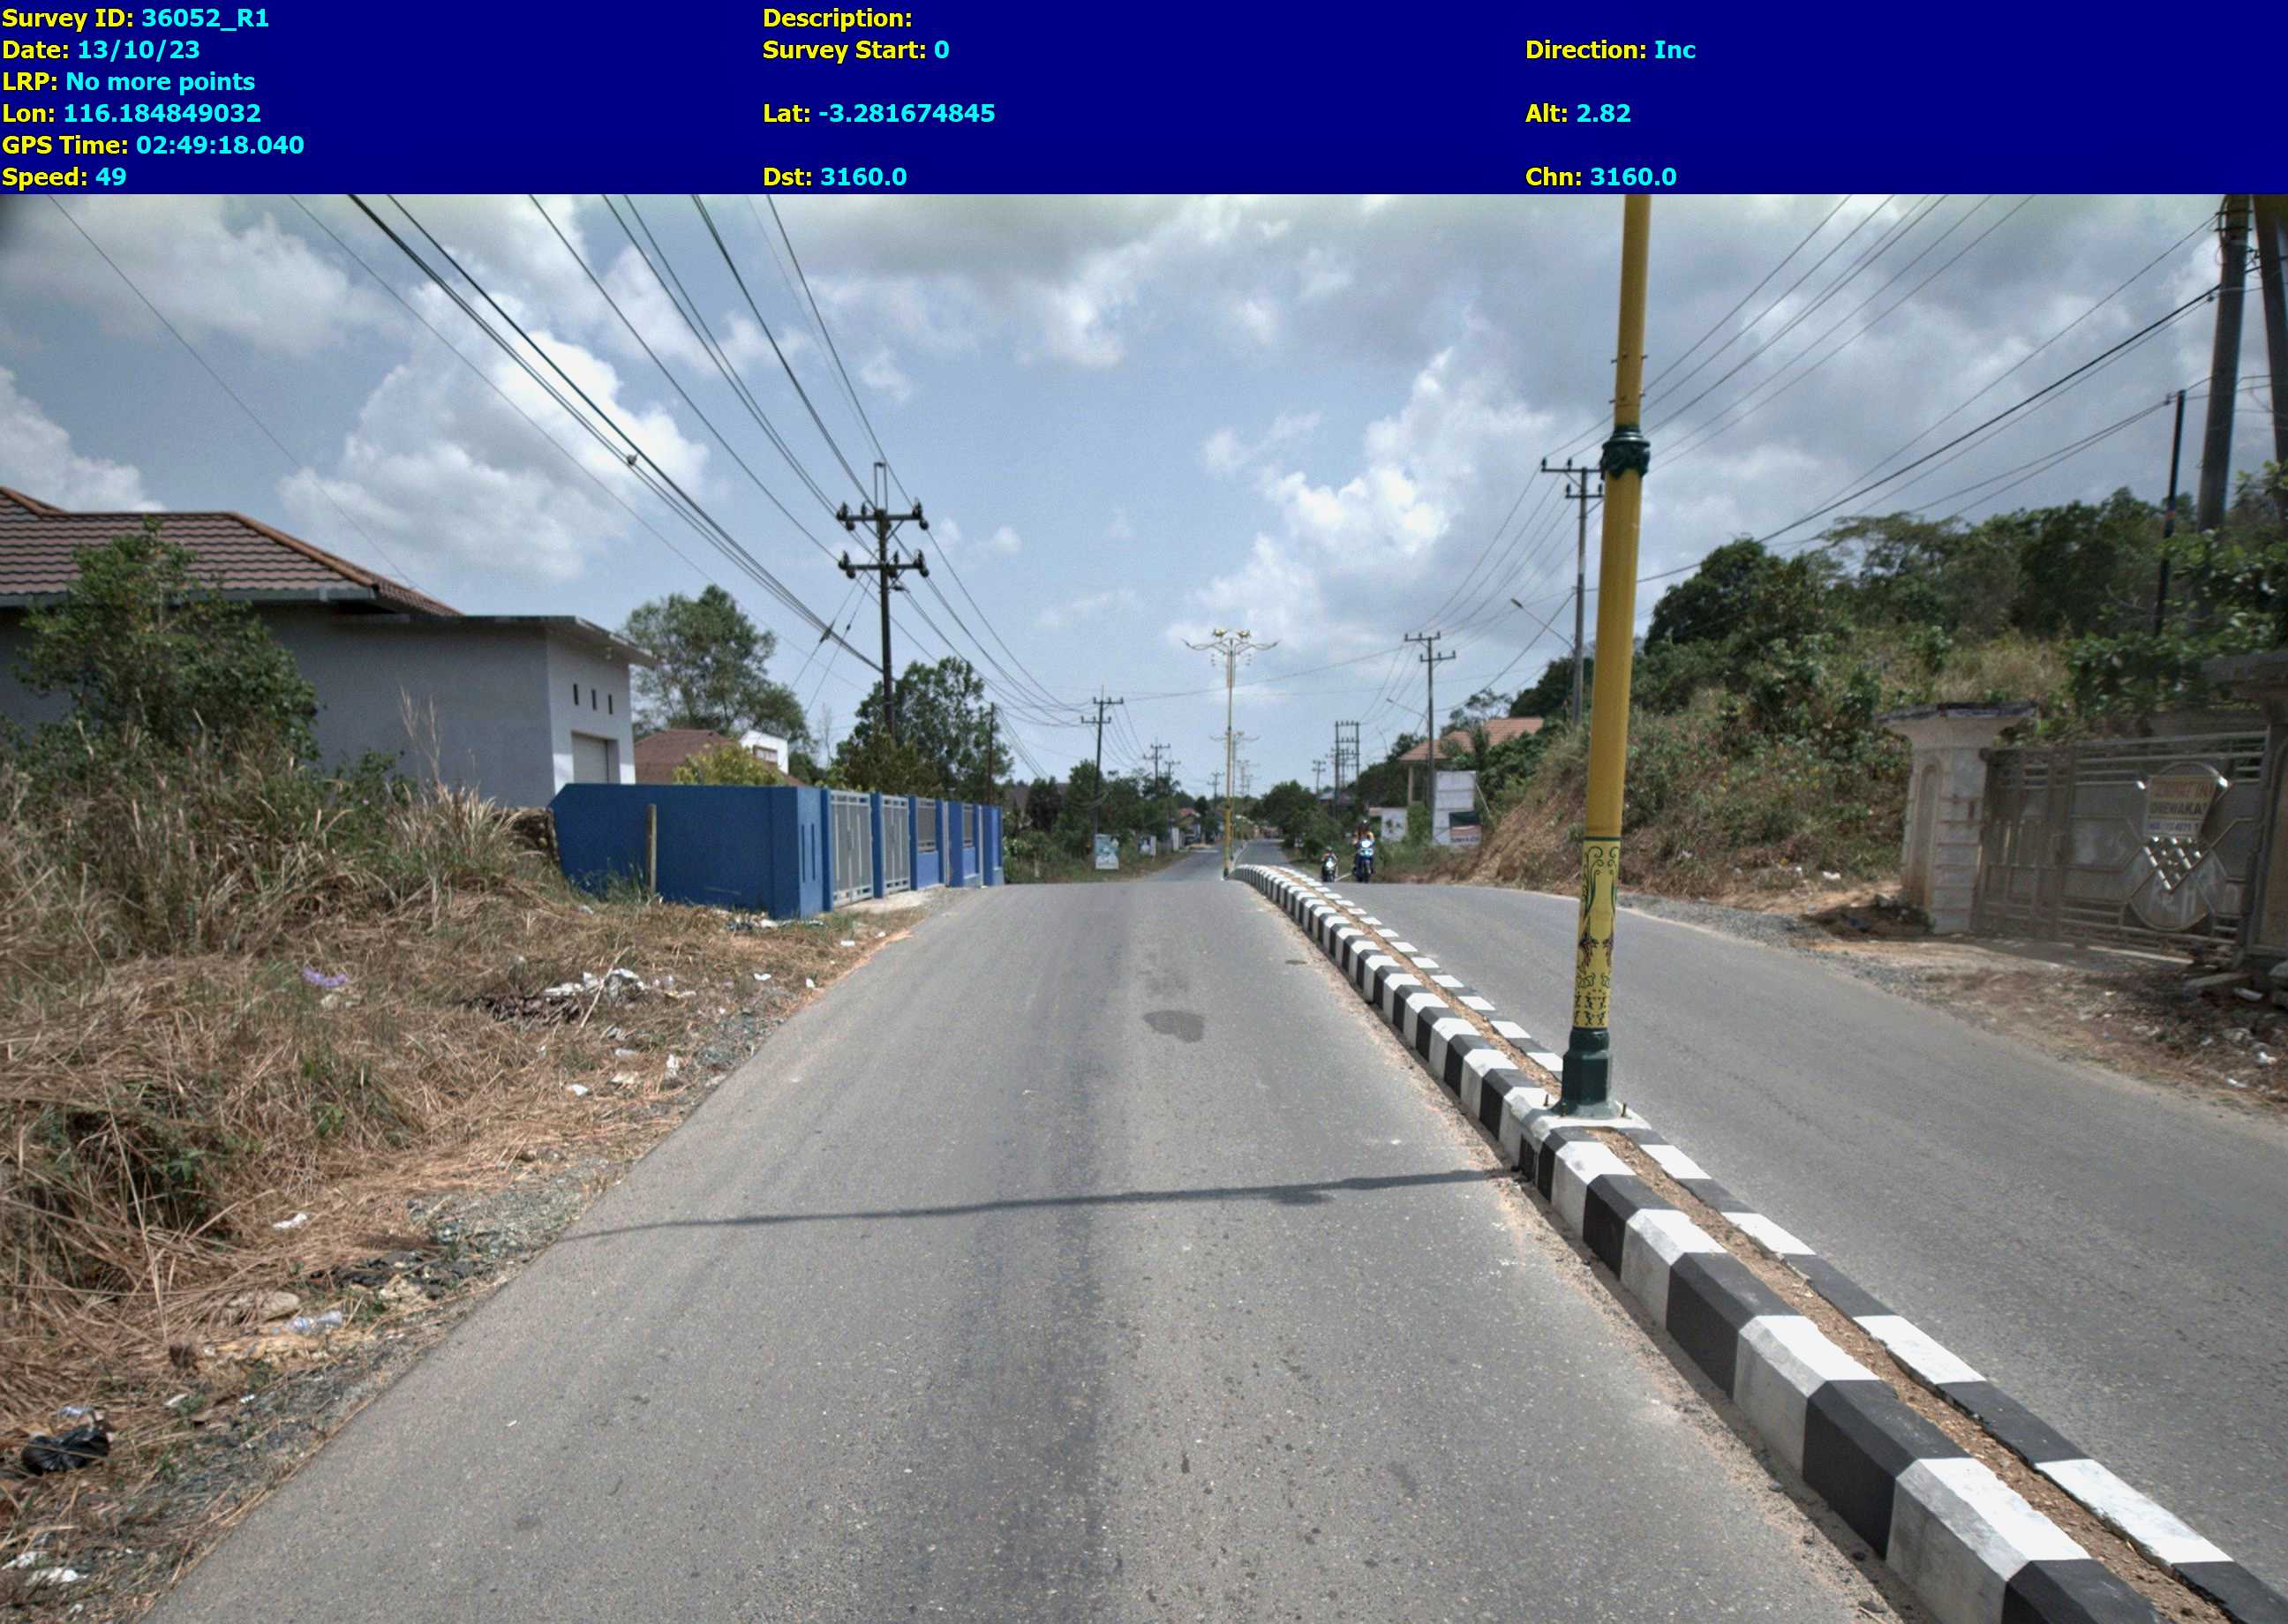 Survey ID: 36052_R1
Description:
Date: 13/10/23
Survey Start: 0
Direction: Inc
LRP: No more points
Lon: 116.184849032
Lat: -3.281674845
Alt: 2.82
GPS Time: 02:49:18.040
Speed: 49
Dst: 3160.0
Chn: 3160.0